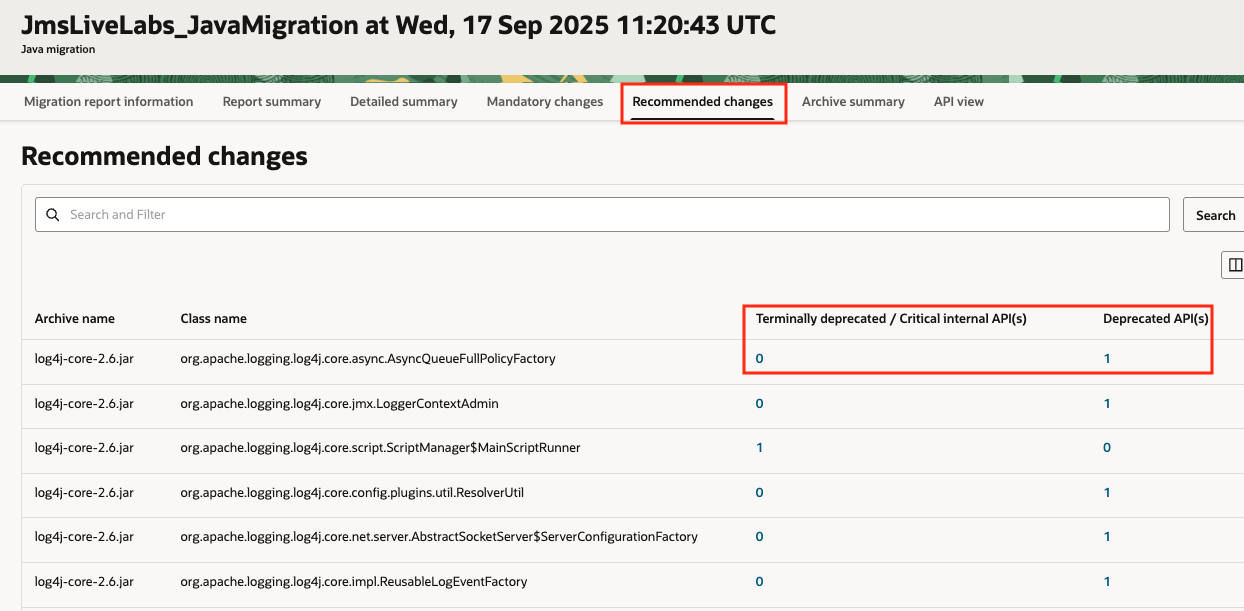 JmsLiveLabs_JavaMigration at Wed, 17 Sep 2025 11:20:43 UTC
Java migration
Migration report information Report summary Detailed summary Mandatory changes Recommended changes Archive summary API view
Recommended changes
Search and Filter Search
Archive name Class name Terminally deprecated / Critical internal API(s) Deprecated API(s)
log4j-core-2.6.jar org.apache.logging.log4j.core.async.AsyncQueueFullPolicyFactory 0 1
log4j-core-2.6.jar org.apache.logging.log4j.core.jmx.LoggerContextAdmin 0 1
log4j-core-2.6.jar org.apache.logging.log4j.core.script.ScriptManager$MainScriptRunner 1 0
log4j-core-2.6.jar org.apache.logging.log4j.core.config.plugins.util.ResolverUtil 0 1
log4j-core-2.6.jar org.apache.logging.log4j.core.net.server.AbstractSocketServer$ServerConfigurationFactory 0 1
log4j-core-2.6.jar org.apache.logging.log4j.core.impl.ReusableLogEventFactory 0 1